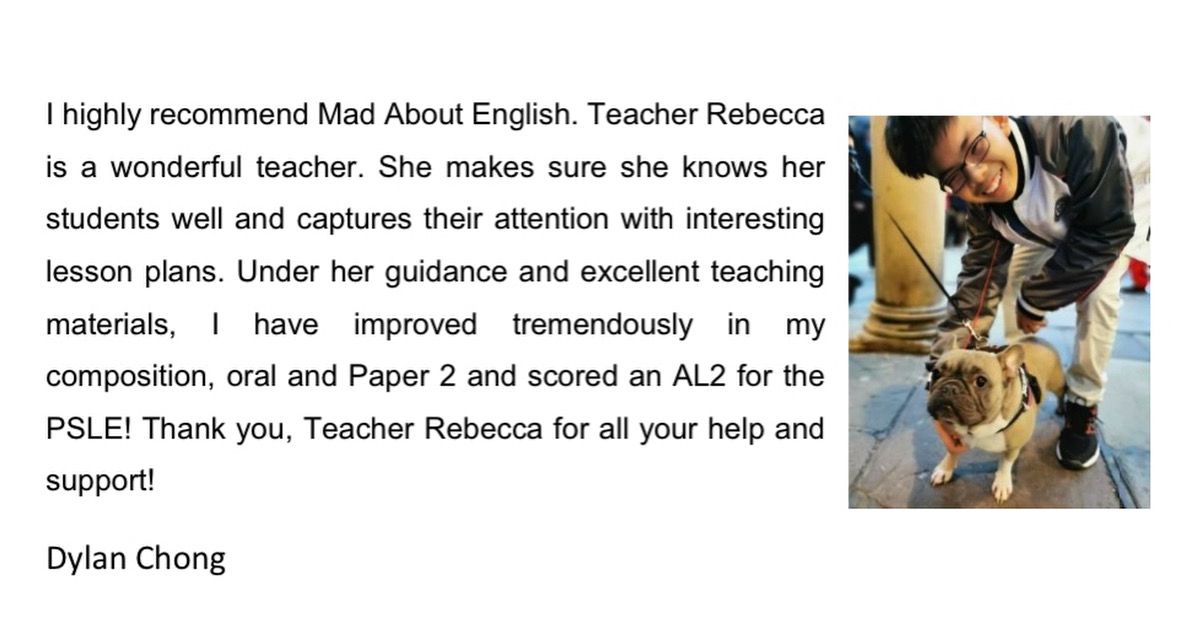 I highly recommend Mad About English. Teacher Rebecca
is a wonderful teacher. She makes sure she knows her
students well and captures their attention with interesting
lesson plans. Under her guidance and excellent teaching
materials, I have improved tremendously in my
composition, oral and Paper 2 and scored an AL2 for the
PSLE! Thank you, Teacher Rebecca for all your help and
support!
Dylan Chong